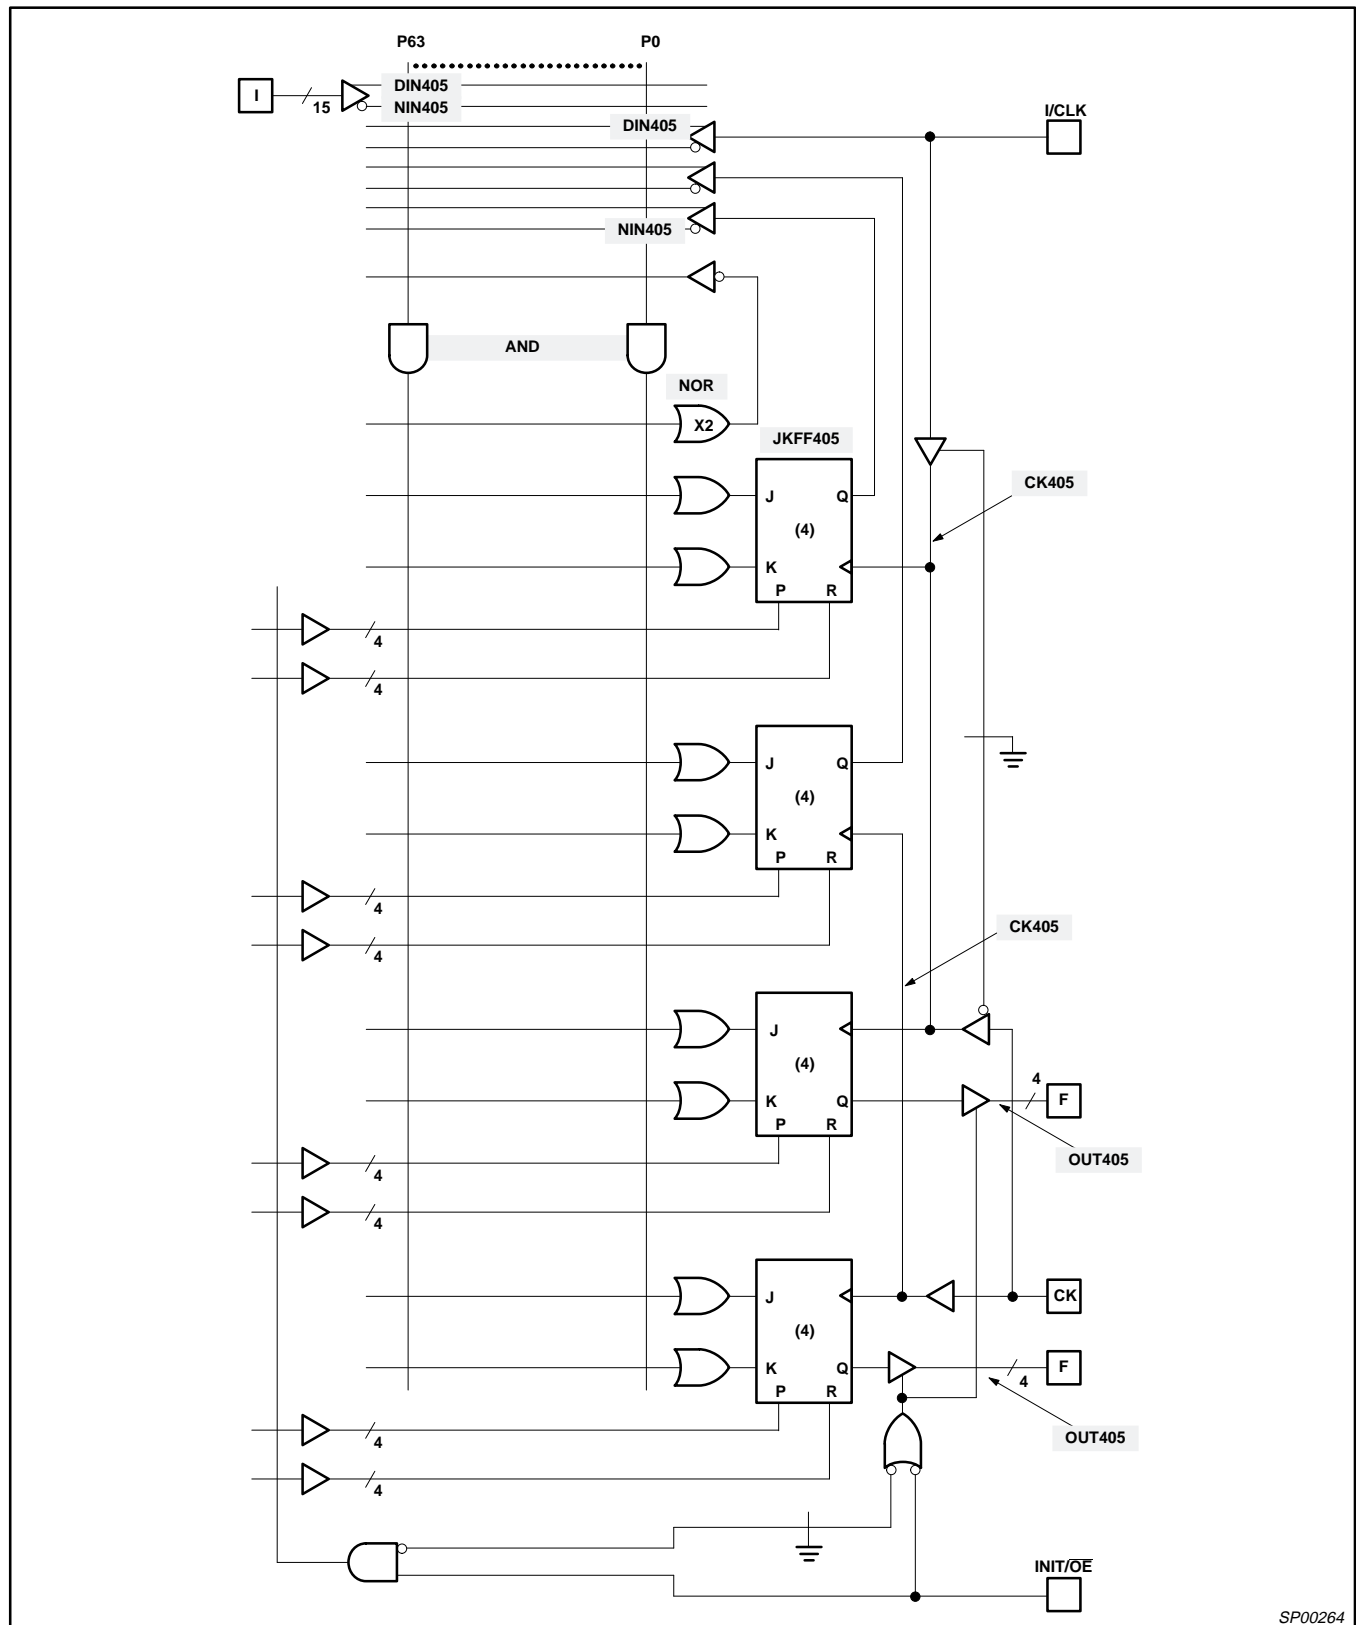 P63 P0
I 15 DIN405
NIN405
DIN405
I/CLK
NIN405
AND
NOR
X2
JKFF405
CK405
J Q
(4)
K
P R
4
4
J Q
(4)
K
P R
4
4
CK405
J
(4)
K Q
P R
4 F
OUT405
4
4
J
(4)
K Q
P R
CK
F
4
OUT405
4
4
INIT/OE
SP00264